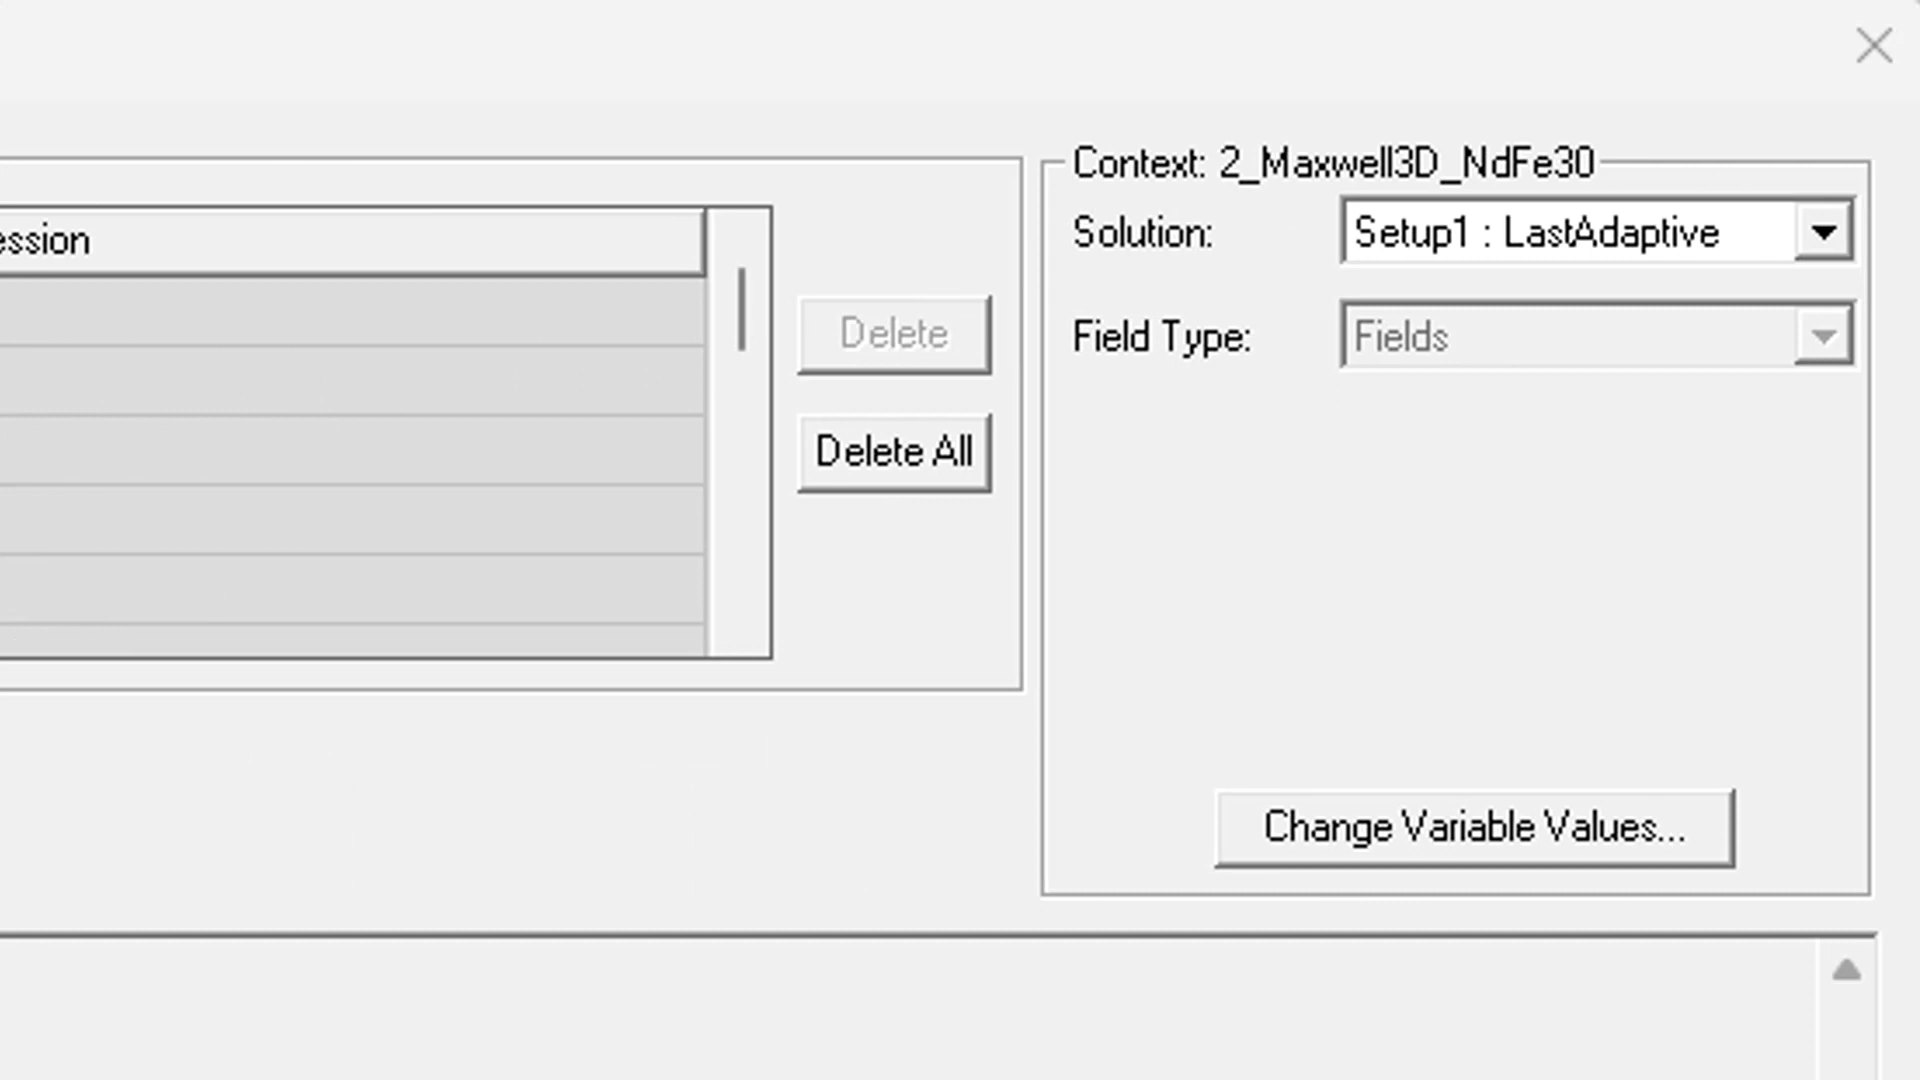 Context: 2_Maxwell3D_NdFe30
Solution: Setup1 : LastAdaptive
Field Type: Fields
ession
Delete
Delete All
Change Variable Values...